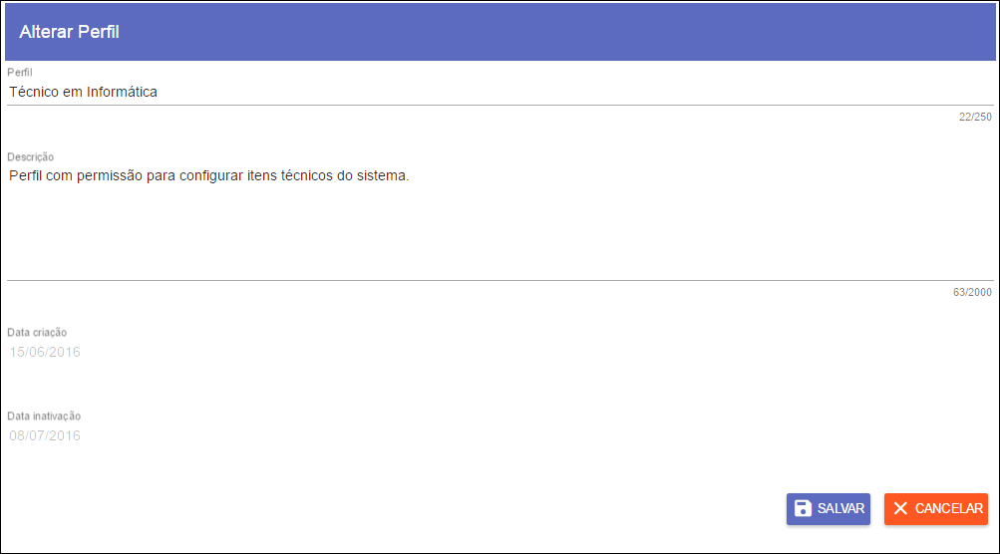 Alterar Perfil
Perfil
Técnico em Informática
22/250
Descrição
Perfil com permissão para configurar itens técnicos do sistema.
63/2000
Data criação
15/06/2016
Data inativação
08/07/2016
SALVAR CANCELAR